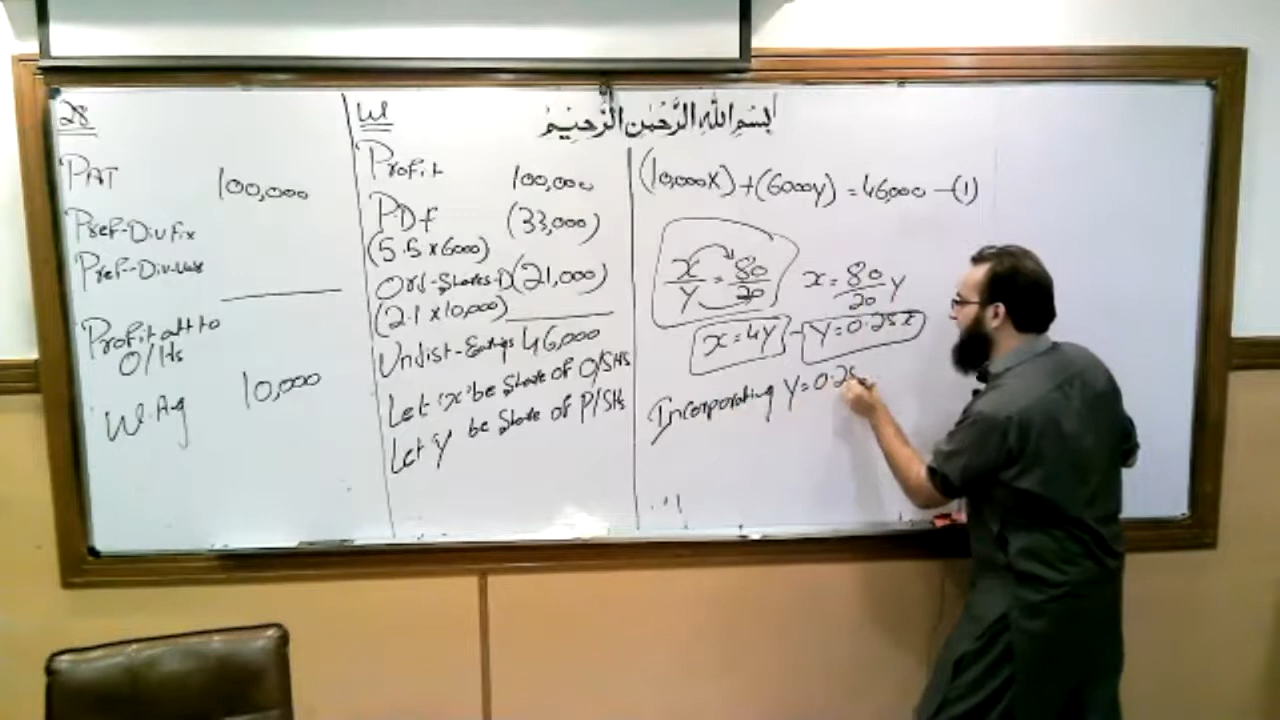 بسم الله الرحمن الرحيم
28
PAT 100,000
Pref-Div Fix
Pref-Div-Var
Profit att to
O/Hs
W.Avg 10,000
W1
Profit 100,000
PDF (33,000)
(5.5 x 6000)
Ord-Shares-D (21,000)
(2.1 x 10,000)
Undist-Earnings 46,000
Let 'x' be Share of O/SHs
Let y be Share of P/SHs
(10,000x) + (6000y) = 46,000 -(1)
x/y = 80/20 x = 80/20 y
x = 4y - y = 0.25x
Incorporating y = 0.25